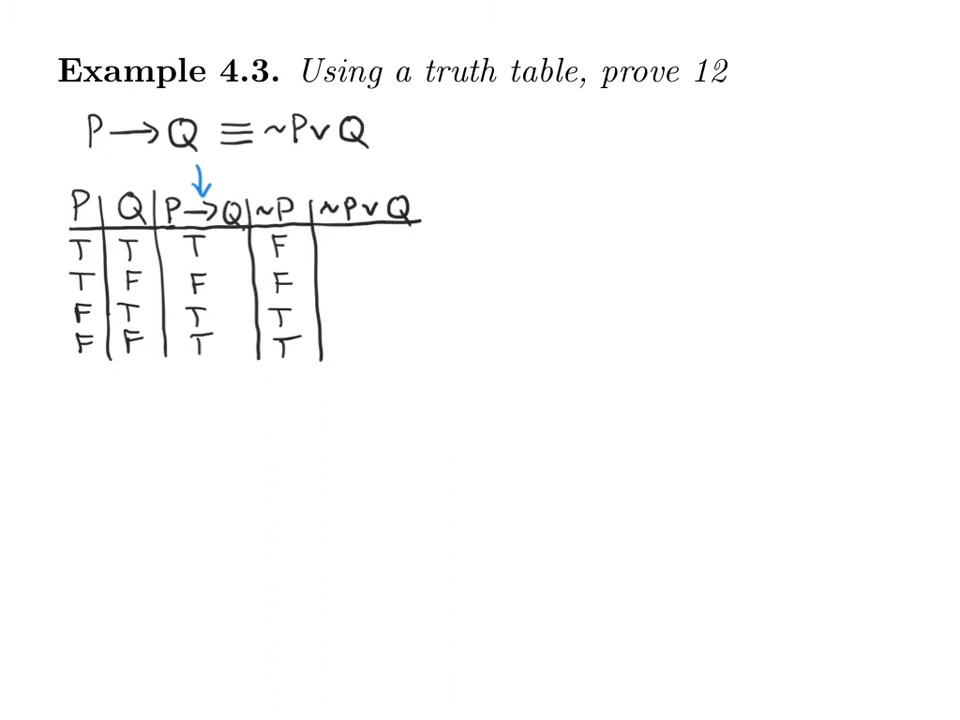 Example 4.3. Using a truth table, prove 12
P → Q ≡ ~P ∨ Q
P | Q | P → Q | ~P | ~P ∨ Q
T | T | T | F |
T | F | F | F |
F | T | T | T |
F | F | T | T |